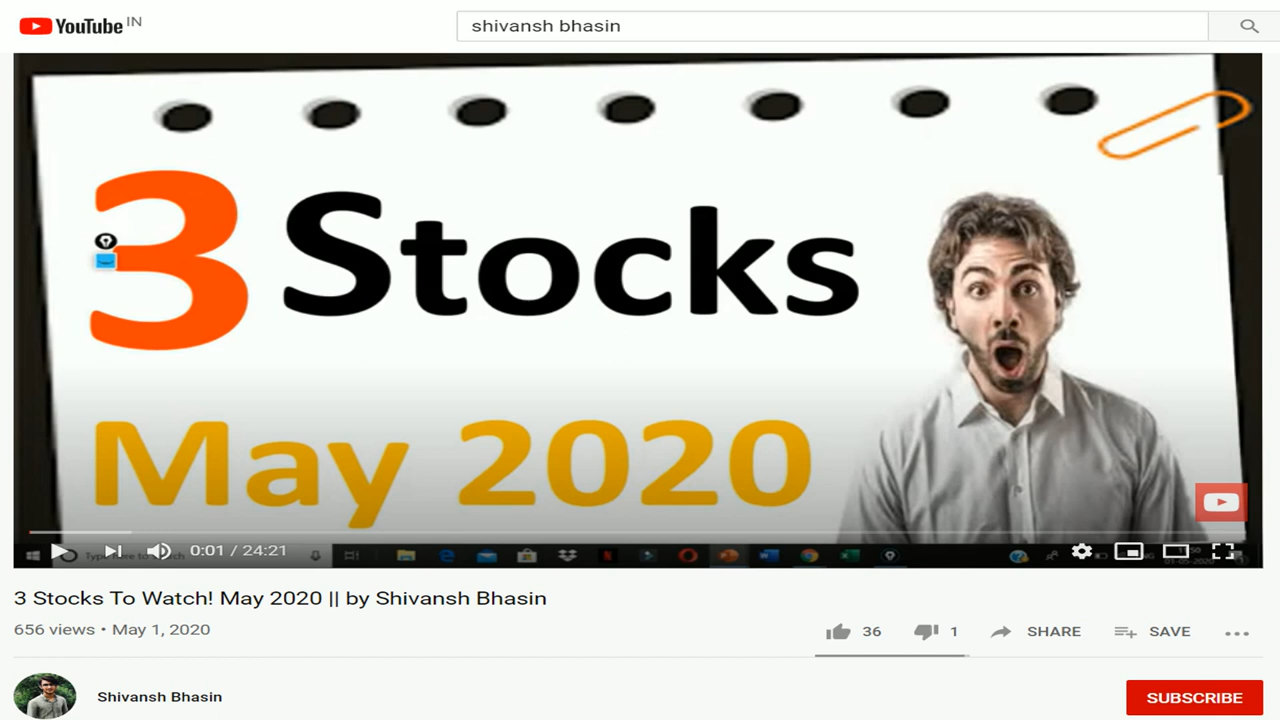 YouTube IN
shivansh bhasin
3 Stocks
May 2020
0:01 / 24:21
3 Stocks To Watch! May 2020 || by Shivansh Bhasin
656 views • May 1, 2020
36 1 SHARE SAVE
Shivansh Bhasin
SUBSCRIBE